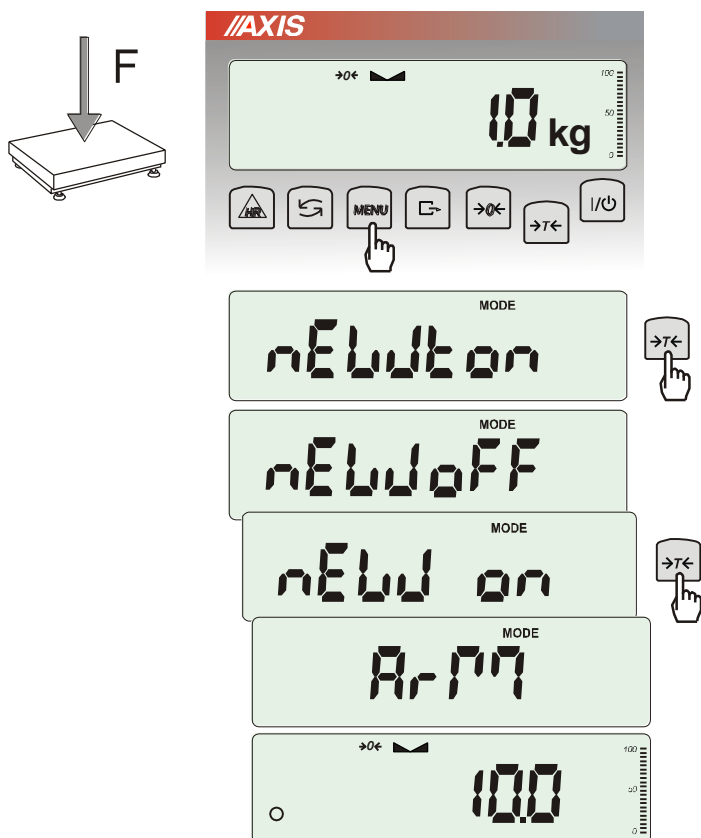 F
//AXIS
→0←
100
1.0 kg
50
0
HR
MENU
→0←
→T←
I/⏻
MODE
nEWton
→T←
MODE
nEWoFF
MODE
nEW on
→T←
MODE
ArM
→0←
100
10.0
50
0